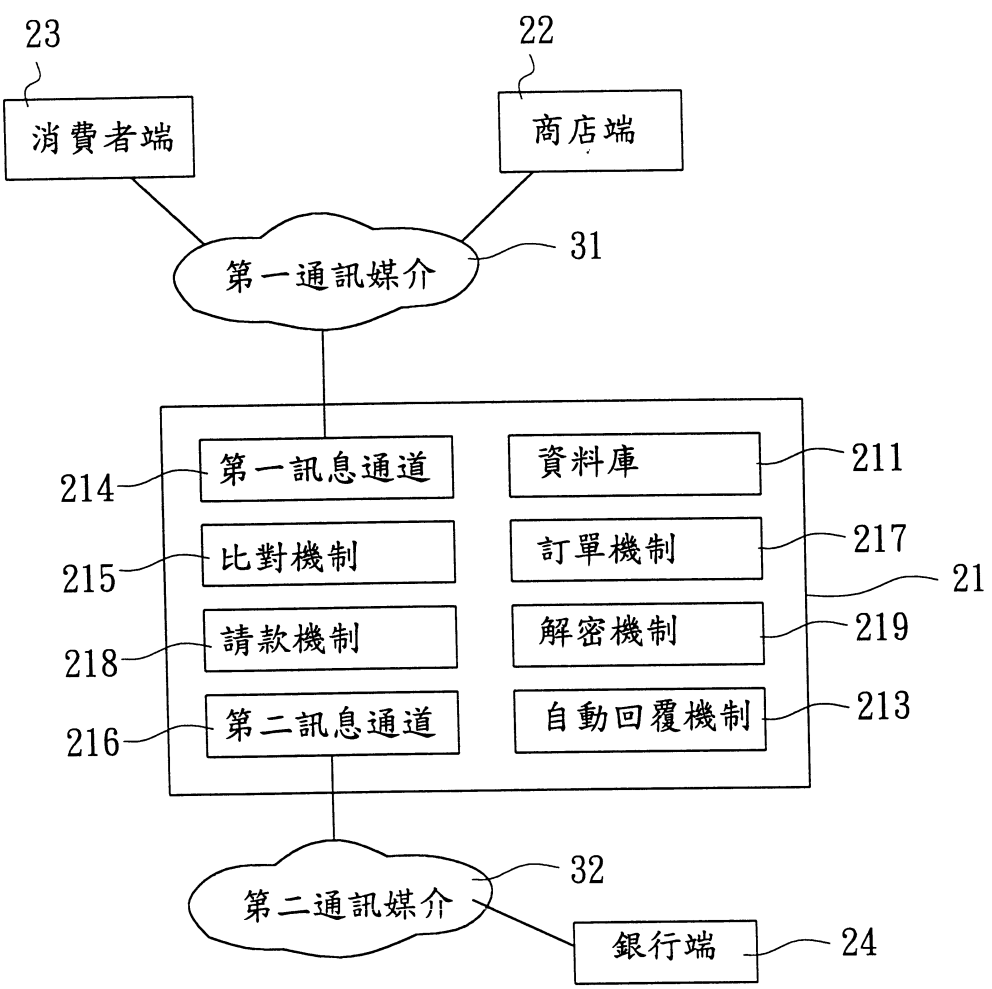 23
22
消費者端
商店端
31
第一通訊媒介
214
第一訊息通道
資料庫
211
215
比對機制
訂單機制
217
21
218
請款機制
解密機制
219
216
第二訊息通道
自動回覆機制
213
32
第二通訊媒介
銀行端
24